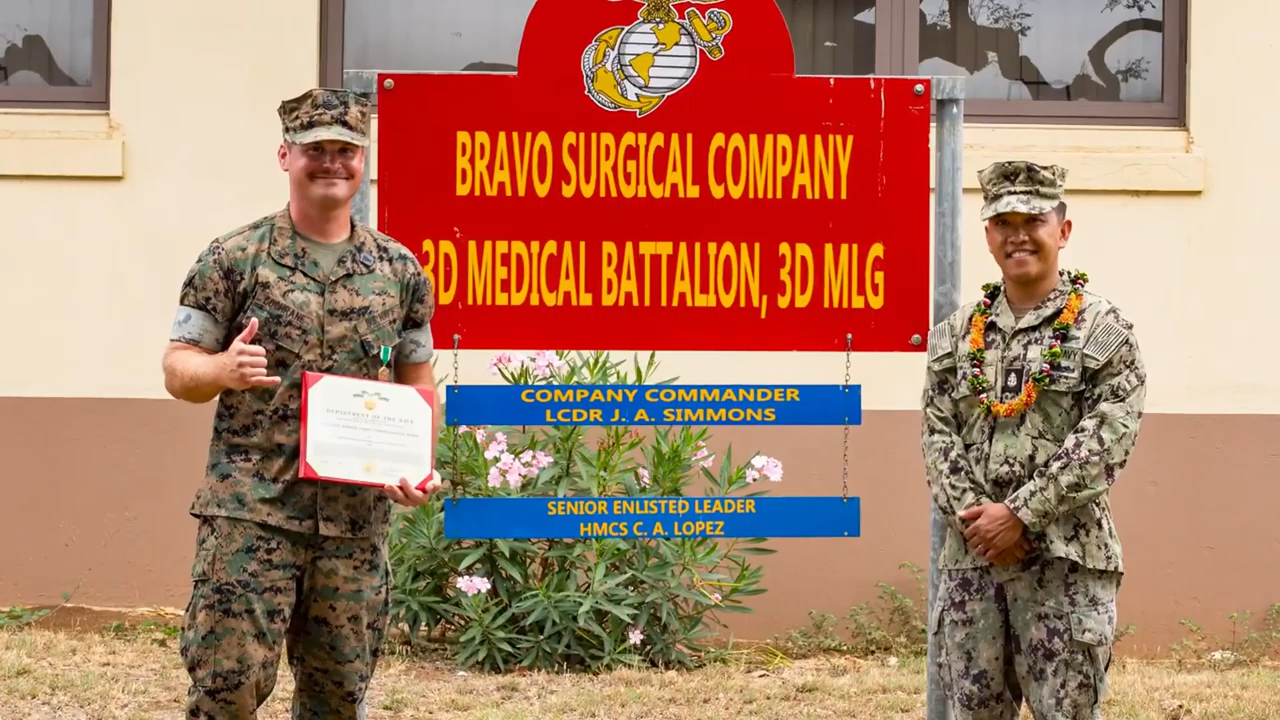 BRAVO SURGICAL COMPANY
3D MEDICAL BATTALION, 3D MLG
COMPANY COMMANDER
LCDR J. A. SIMMONS
SENIOR ENLISTED LEADER
HMCS C. A. LOPEZ
DEPARTMENT OF THE NAVY